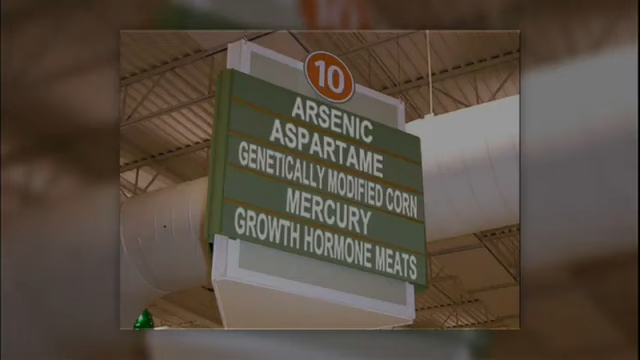 10
ARSENIC
ASPARTAME
GENETICALLY MODIFIED CORN
MERCURY
GROWTH HORMONE MEATS